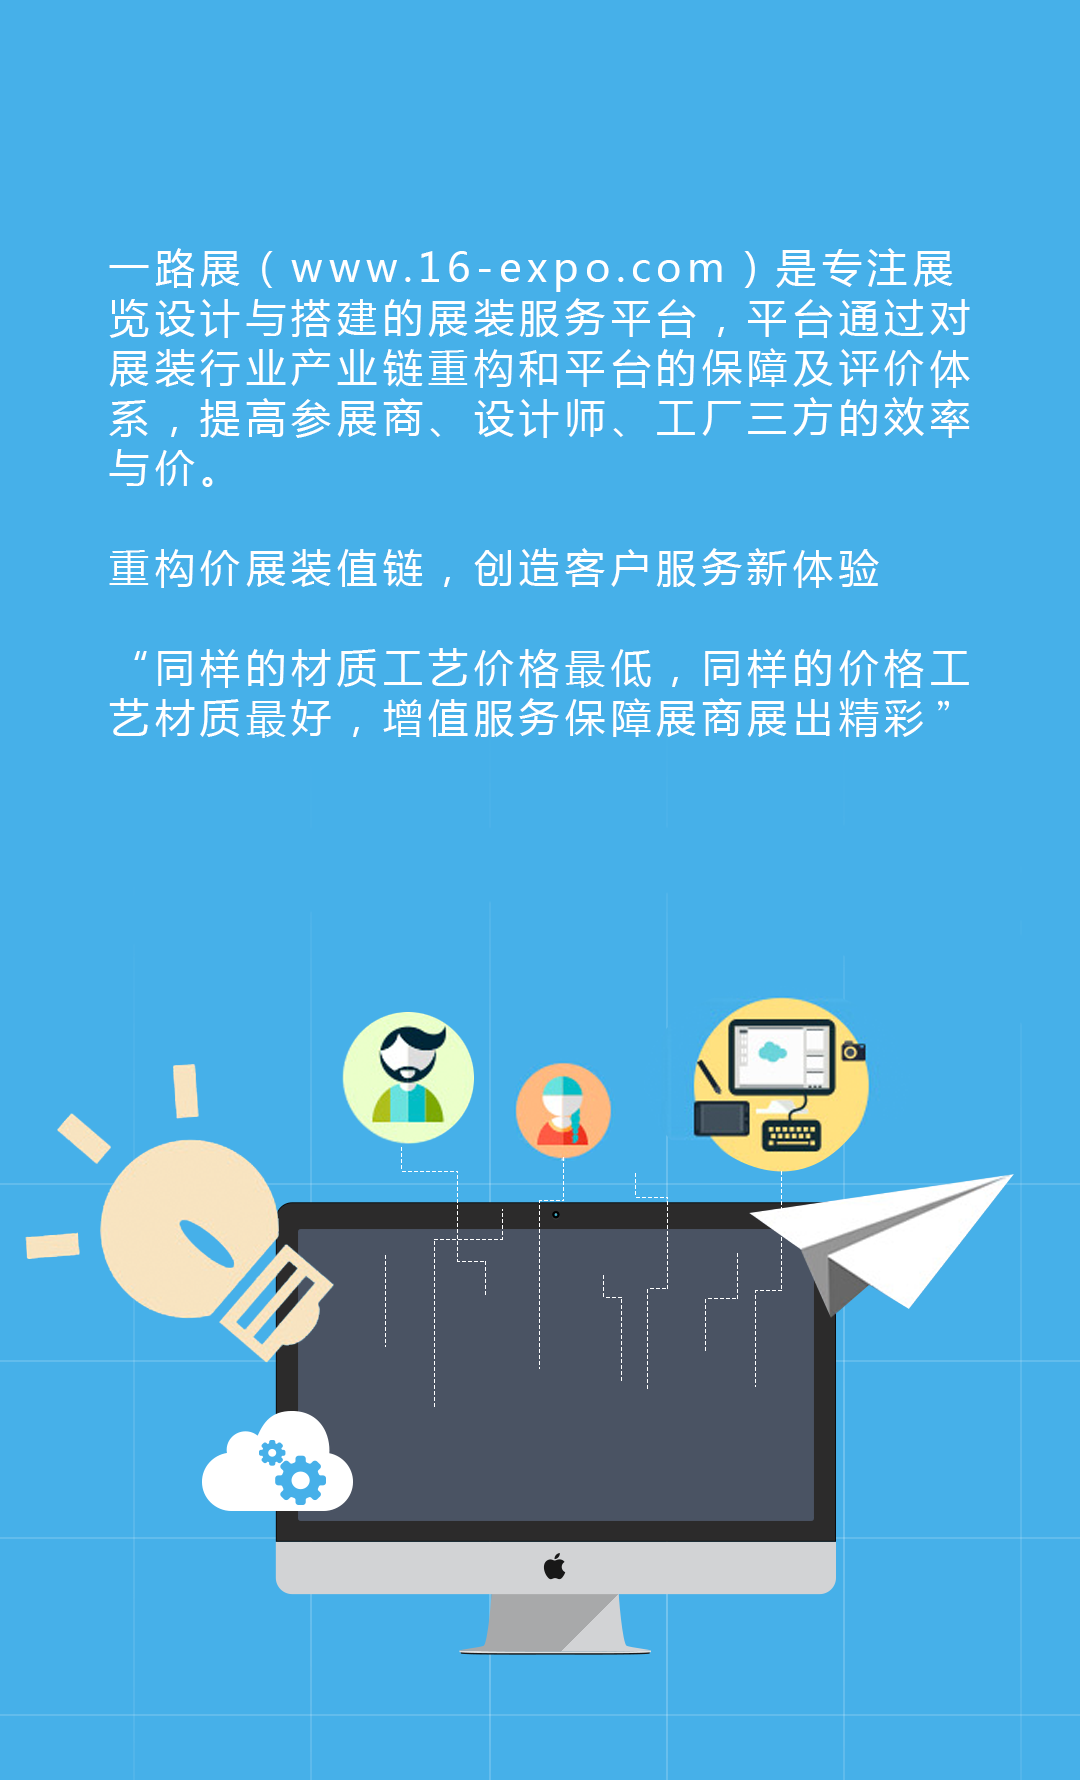 一路展（www.16-expo.com）是专注展
览设计与搭建的展装服务平台，平台通过对
展装行业产业链重构和平台的保障及评价体
系，提高参展商、设计师、工厂三方的效率
与价。
重构价展装值链，创造客户服务新体验
“同样的材质工艺价格最低，同样的价格工
艺材质最好，增值服务保障展商展出精彩”